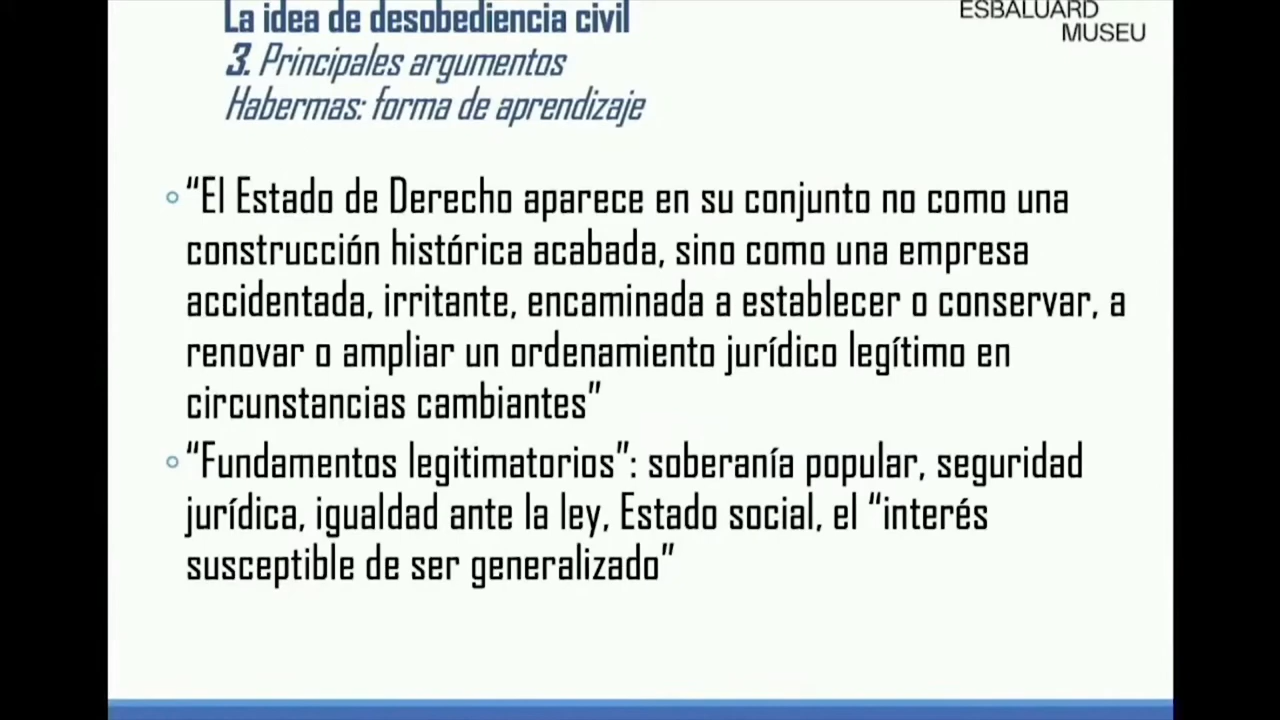 La idea de desobediencia civil
ESBALUARD
MUSEU
3. Principales argumentos
Habermas: forma de aprendizaje
“El Estado de Derecho aparece en su conjunto no como una
construcción histórica acabada, sino como una empresa
accidentada, irritante, encaminada a establecer o conservar, a
renovar o ampliar un ordenamiento jurídico legítimo en
circunstancias cambiantes”
“Fundamentos legitimatorios”: soberanía popular, seguridad
jurídica, igualdad ante la ley, Estado social, el “interés
susceptible de ser generalizado”